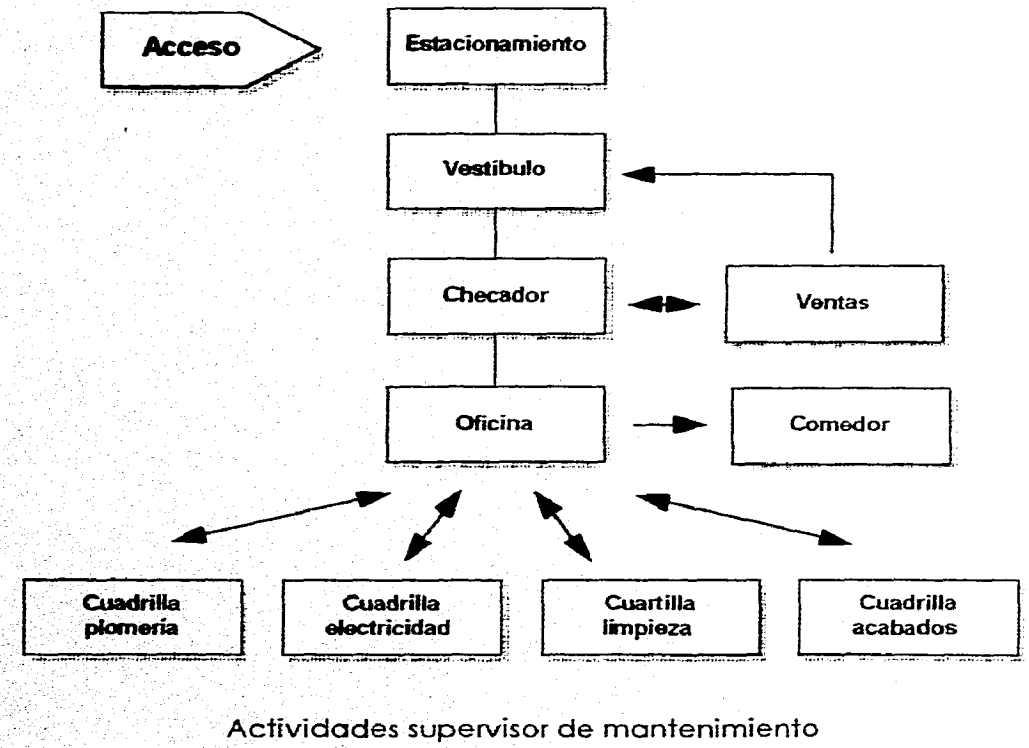 Acceso
Estacionamiento
Vestíbulo
Checador
Ventas
Oficina
Comedor
Cuadrilla
plomería
Cuadrilla
electricidad
Cuartilla
limpieza
Cuadrilla
acabados
Actividades supervisor de mantenimiento